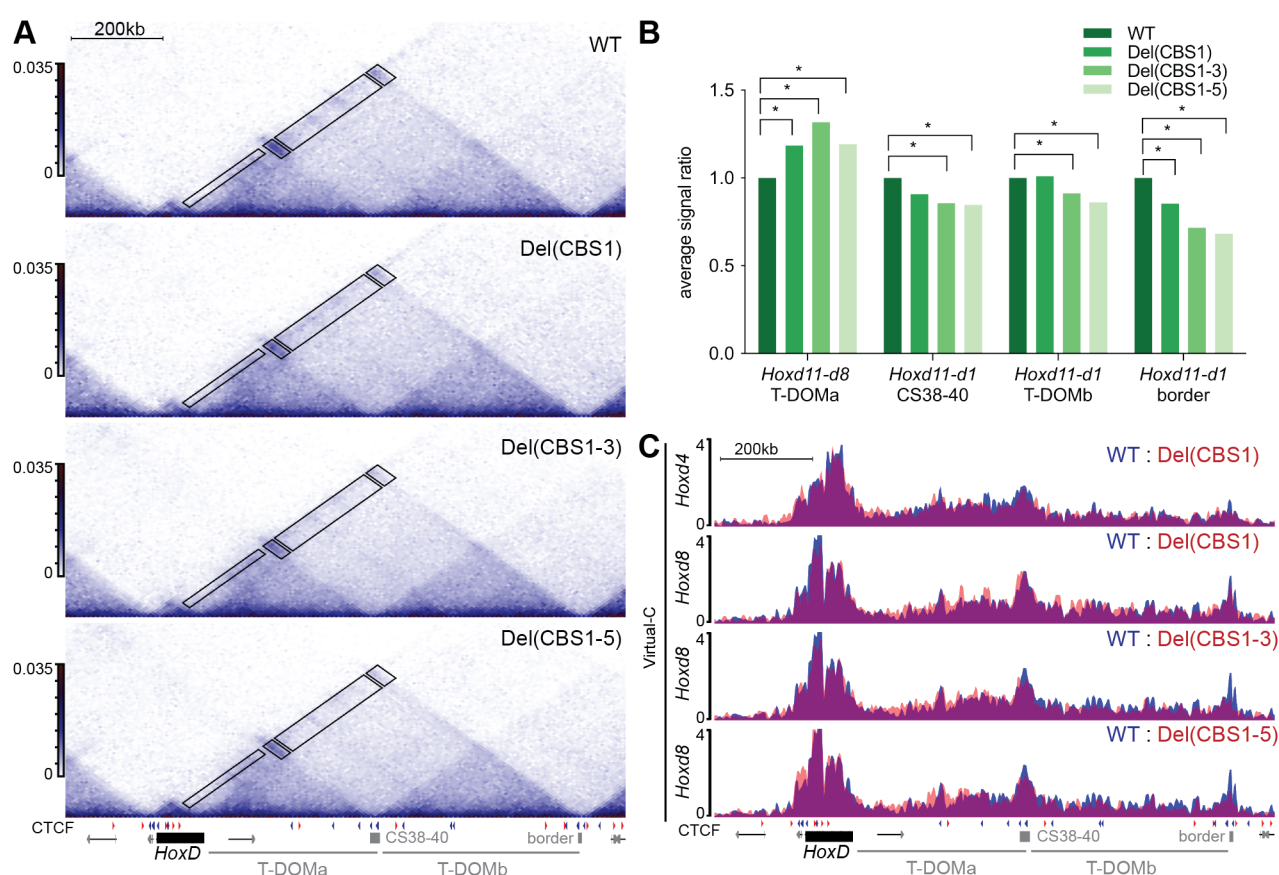 A
200kb
WT
0.035
0
Del(CBS1)
0.035
0
Del(CBS1-3)
0.035
0
Del(CBS1-5)
0.035
0
CTCF
HoxD
CS38-40
border
T-DOMa
T-DOMb
B
WT
Del(CBS1)
Del(CBS1-3)
Del(CBS1-5)
average signal ratio
1.5
1.0
0.5
0.0
* * *
* *
* *
* * *
Hoxd11-d8
T-DOMa
Hoxd11-d1
CS38-40
Hoxd11-d1
T-DOMb
Hoxd11-d1
border
C
Virtual-C
200kb
Hoxd4
4
0
WT : Del(CBS1)
Hoxd8
4
0
WT : Del(CBS1)
Hoxd8
4
0
WT : Del(CBS1-3)
Hoxd8
4
0
WT : Del(CBS1-5)
CTCF
HoxD
CS38-40
border
T-DOMa
T-DOMb